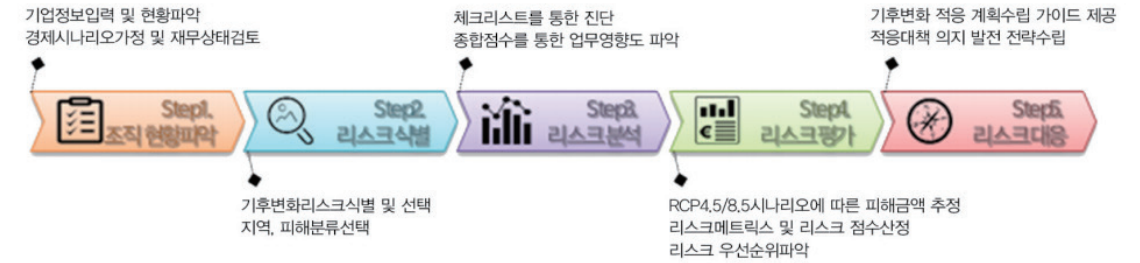 기업정보입력 및 현황파악
경제시나리오가정 및 재무상태검토
체크리스트를 통한 진단
종합점수를 통한 업무영향도 파악
기후변화 적응 계획수립 가이드 제공
적응대책 의지 발전 전략수립
Step1.
조직 현황파악
Step2.
리스크 식별
Step3.
리스크 분석
Step4.
리스크 평가
Step5.
리스크 대응
기후변화리스크식별 및 선택
지역, 피해분류선택
RCP4.5/8.5시나리오에 따른 피해금액 추정
리스크메트릭스 및 리스크 점수산정
리스크 우선순위파악